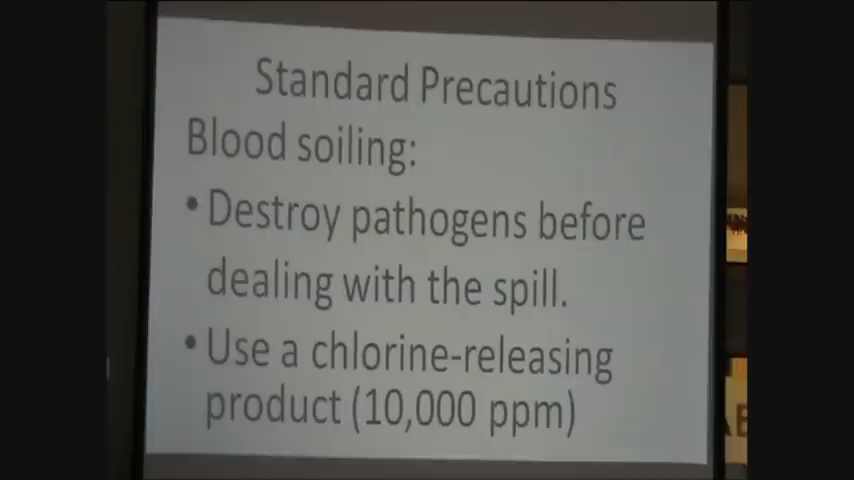 Standard Precautions
Blood soiling:
• Destroy pathogens before
dealing with the spill.
• Use a chlorine-releasing
product (10,000 ppm)